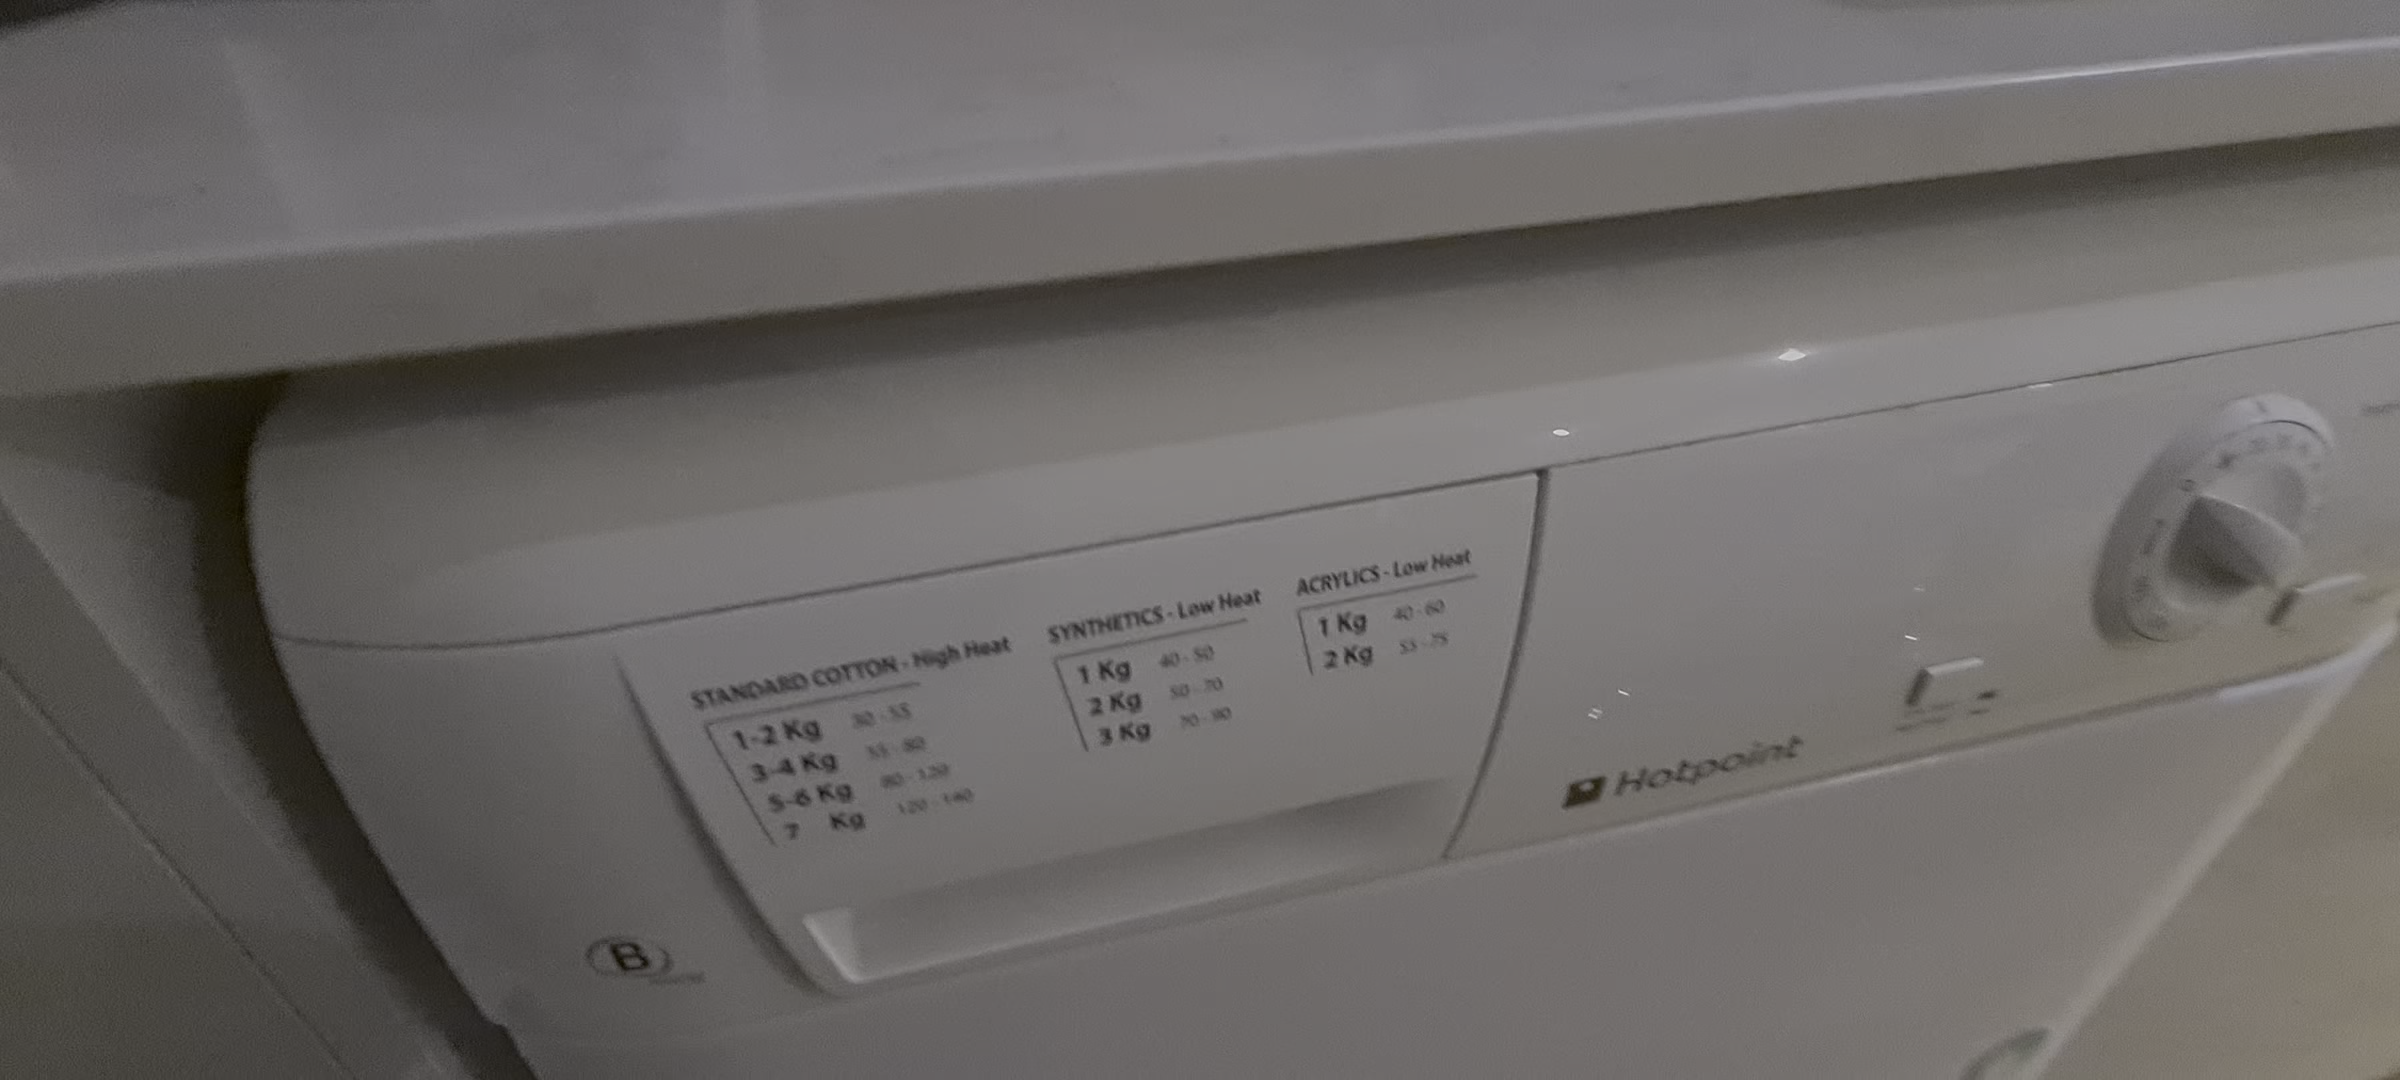 STANDARD COTTON - High Heat
1-2 Kg 30 - 55
3-4 Kg 55 - 80
5-6 Kg 80 - 120
7 Kg 120 - 140
SYNTHETICS - Low Heat
1 Kg 40 - 50
2 Kg 50 - 70
3 Kg 70 - 90
ACRYLICS - Low Heat
1 Kg 40 - 60
2 Kg 55 - 75
Hotpoint
B